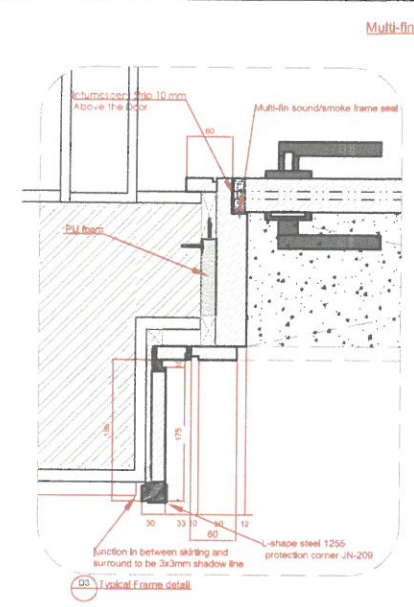 Multi-fin
Intumescent Strip 10 mm
Above the Door
Multi-fin sound/smoke frame seal
60
PU foam
175
30 33 10 12
60
Junction in between skirting and
surround to be 3x3mm shadow line
L-shape steel 1255
protection corner JN-209
03 Typical Frame detail